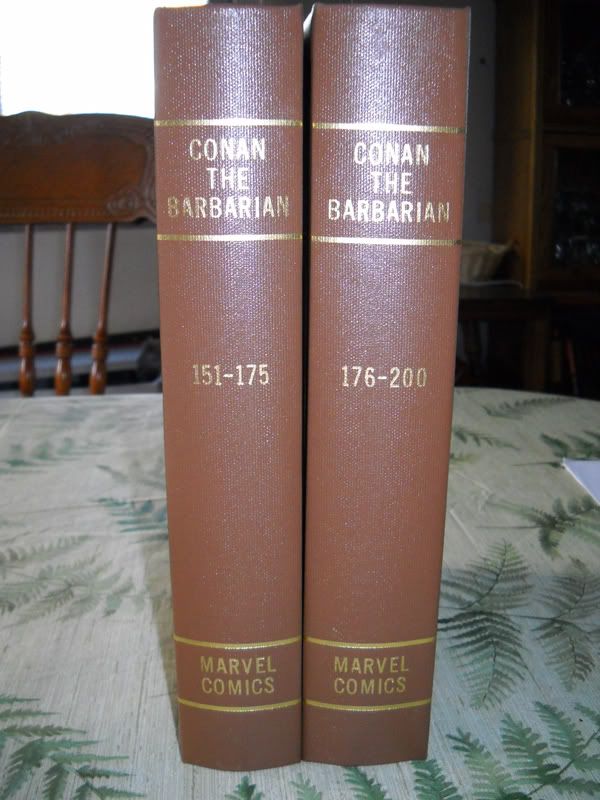 CONAN
THE
BARBARIAN
151-175
MARVEL
COMICS
CONAN
THE
BARBARIAN
176-200
MARVEL
COMICS